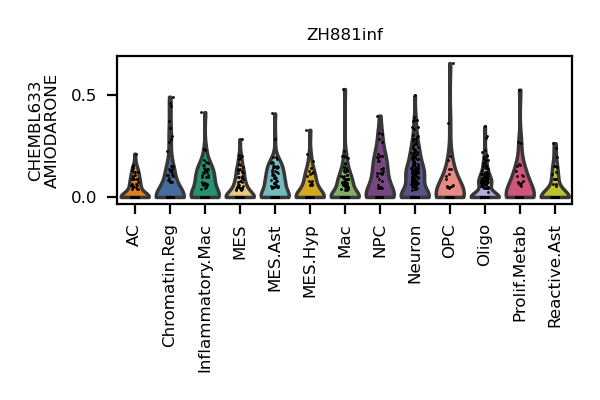 ZH881inf
CHEMBL633
AMIODARONE
0.5
0.0
AC
Chromatin.Reg
Inflammatory.Mac
MES
MES.Ast
MES.Hyp
Mac
NPC
Neuron
OPC
Oligo
Prolif.Metab
Reactive.Ast